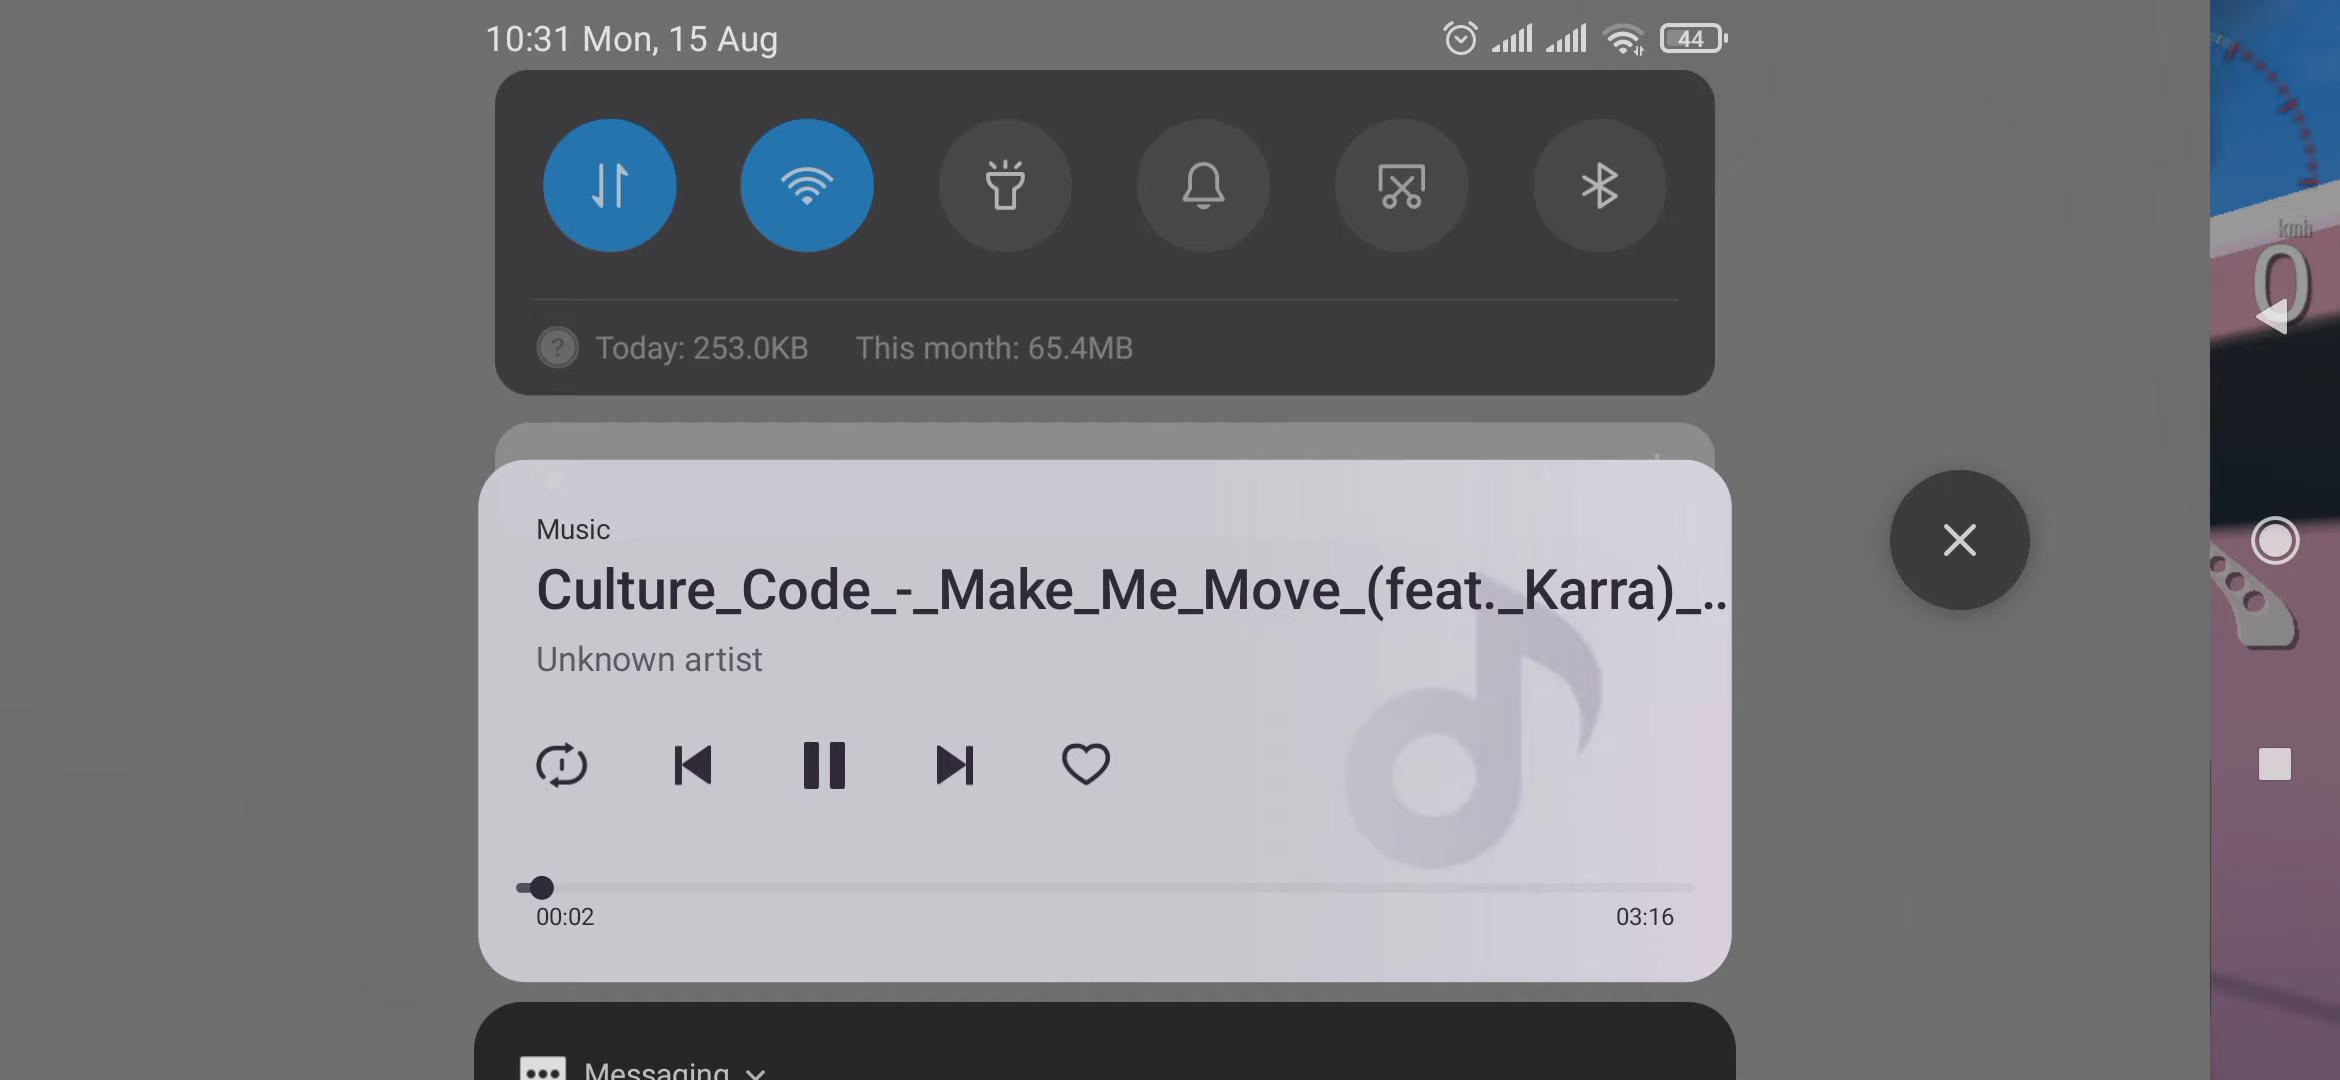 10:31 Mon, 15 Aug
44
Today: 253.0KB This month: 65.4MB
kmh
0
Music
Culture_Code_-_Make_Me_Move_(feat._Karra)_..
Unknown artist
00:02
03:16
Messaging